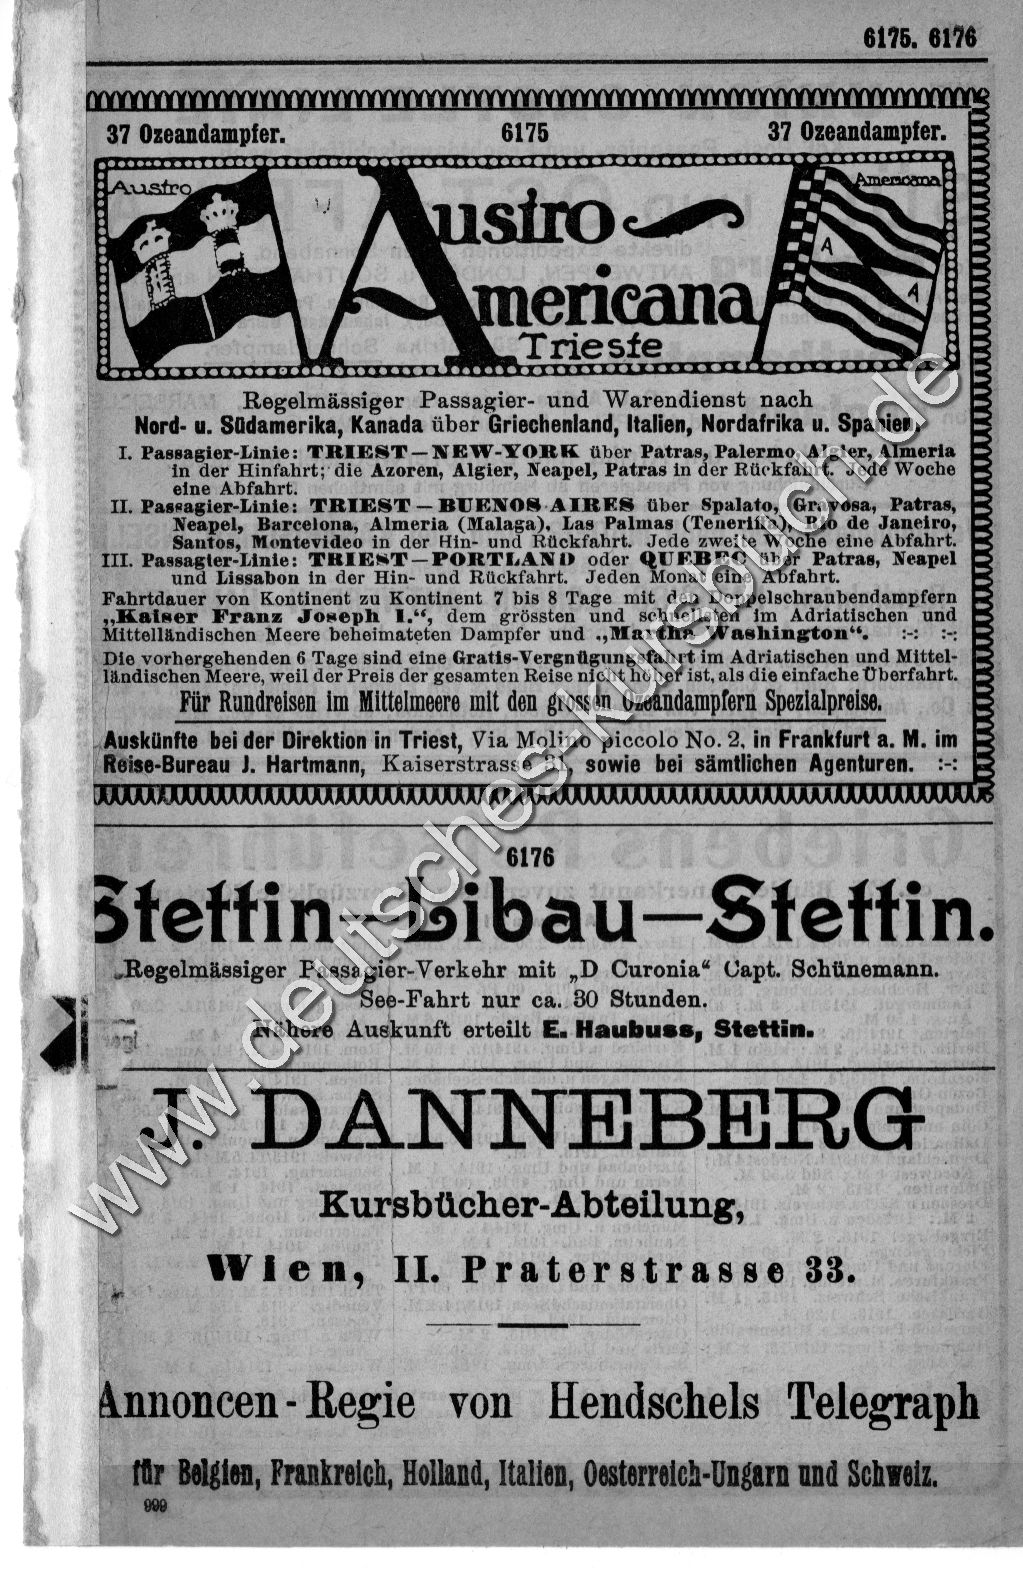 6175. 6176
37 Ozeandampfer. 6175 37 Ozeandampfer.
Austro
Americana
Austro
Americana
A
A
Trieste
Regelmässiger Passagier- und Warendienst nach
Nord- u. Südamerika, Kanada über Griechenland, Italien, Nordafrika u. Spanien.
I. Passagier-Linie: TRIEST—NEW-YORK über Patras, Palermo, Algier, Almeria
in der Hinfahrt; die Azoren, Algier, Neapel, Patras in der Rückfahrt. Jede Woche
eine Abfahrt.
II. Passagier-Linie: TRIEST—BUENOS-AIRES über Spalato, Gravosa, Patras,
Neapel, Barcelona, Almeria (Malaga), Las Palmas (Teneriffa), Rio de Janeiro,
Santos, Montevideo in der Hin- und Rückfahrt. Jede zweite Woche eine Abfahrt.
III. Passagier-Linie: TRIEST—PORTLAND oder QUEBEC über Patras, Neapel
und Lissabon in der Hin- und Rückfahrt. Jeden Monat eine Abfahrt.
Fahrtdauer von Kontinent zu Kontinent 7 bis 8 Tage mit den Doppelschraubendampfern
„Kaiser Franz Joseph I.“, dem grössten und schnellsten im Adriatischen und
Mittelländischen Meere beheimateten Dampfer und „Martha Washington“. :-: :-:
Die vorhergehenden 6 Tage sind eine Gratis-Vergnügungsfahrt im Adriatischen und Mittel-
ländischen Meere, weil der Preis der gesamten Reise nicht höher ist, als die einfache Überfahrt.
Für Rundreisen im Mittelmeere mit den grossen Ozeandampfern Spezialpreise.
Auskünfte bei der Direktion in Triest, Via Molino piccolo No. 2, in Frankfurt a. M. im
Reise-Bureau J. Hartmann, Kaiserstrasse 31, sowie bei sämtlichen Agenturen. :-:
6176
Stettin—Libau—Stettin.
Regelmässiger Passagier-Verkehr mit „D Curonia“ Capt. Schünemann.
See-Fahrt nur ca. 30 Stunden.
Nähere Auskunft erteilt E. Haubuss, Stettin.
J. DANNEBERG
Kursbücher-Abteilung,
Wien, II. Praterstrasse 33.
Annoncen-Regie von Hendschels Telegraph
für Belgien, Frankreich, Holland, Italien, Oesterreich-Ungarn und Schweiz.
999
www.deutsches-kursbuch.de